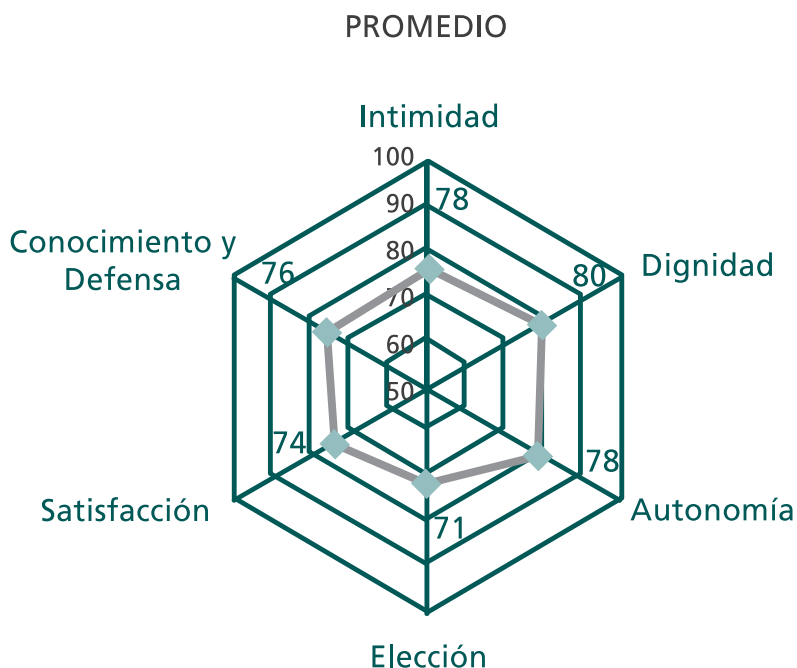 PROMEDIO
Intimidad
100
90
78
80
Conocimiento y
Defensa
76
80
Dignidad
70
60
50
74
78
Satisfacción
Autonomía
71
Elección